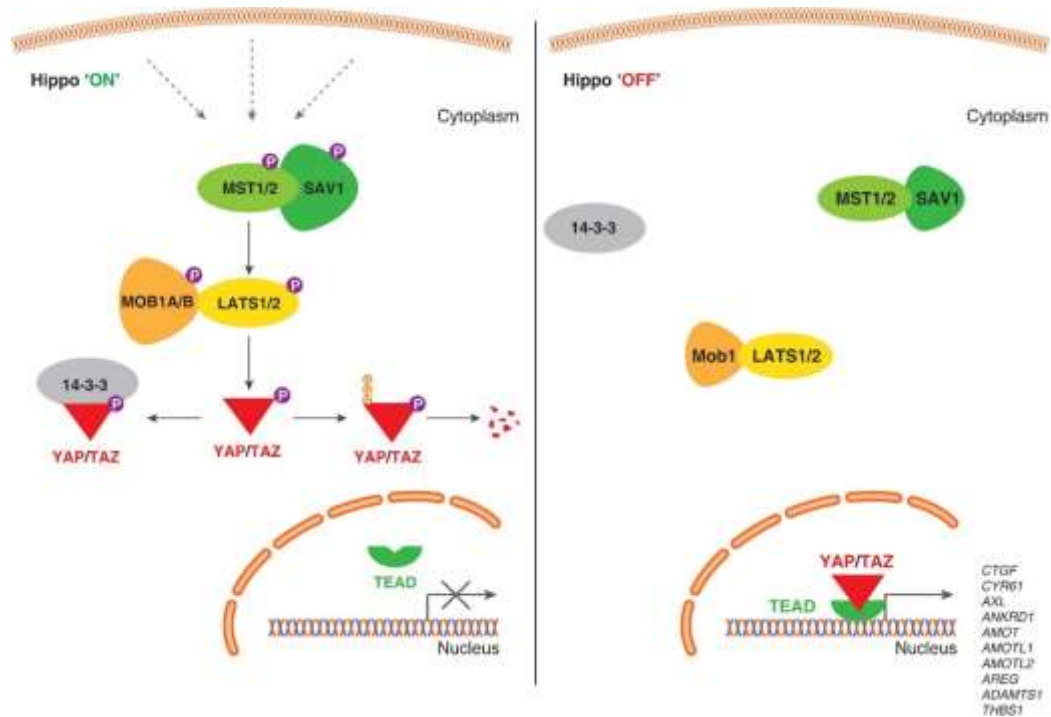 Hippo 'ON'
Cytoplasm
P
P
MST1/2
SAV1
P
P
MOB1A/B
LATS1/2
14-3-3
P
P
P
YAP/TAZ
YAP/TAZ
YAP/TAZ
TEAD
Nucleus
Hippo 'OFF'
Cytoplasm
MST1/2
SAV1
14-3-3
Mob1
LATS1/2
YAP/TAZ
TEAD
Nucleus
CTGF
CYR61
AXL
ANKRD1
AMOT
AMOTL1
AMOTL2
AREG
ADAMTS1
THBS1